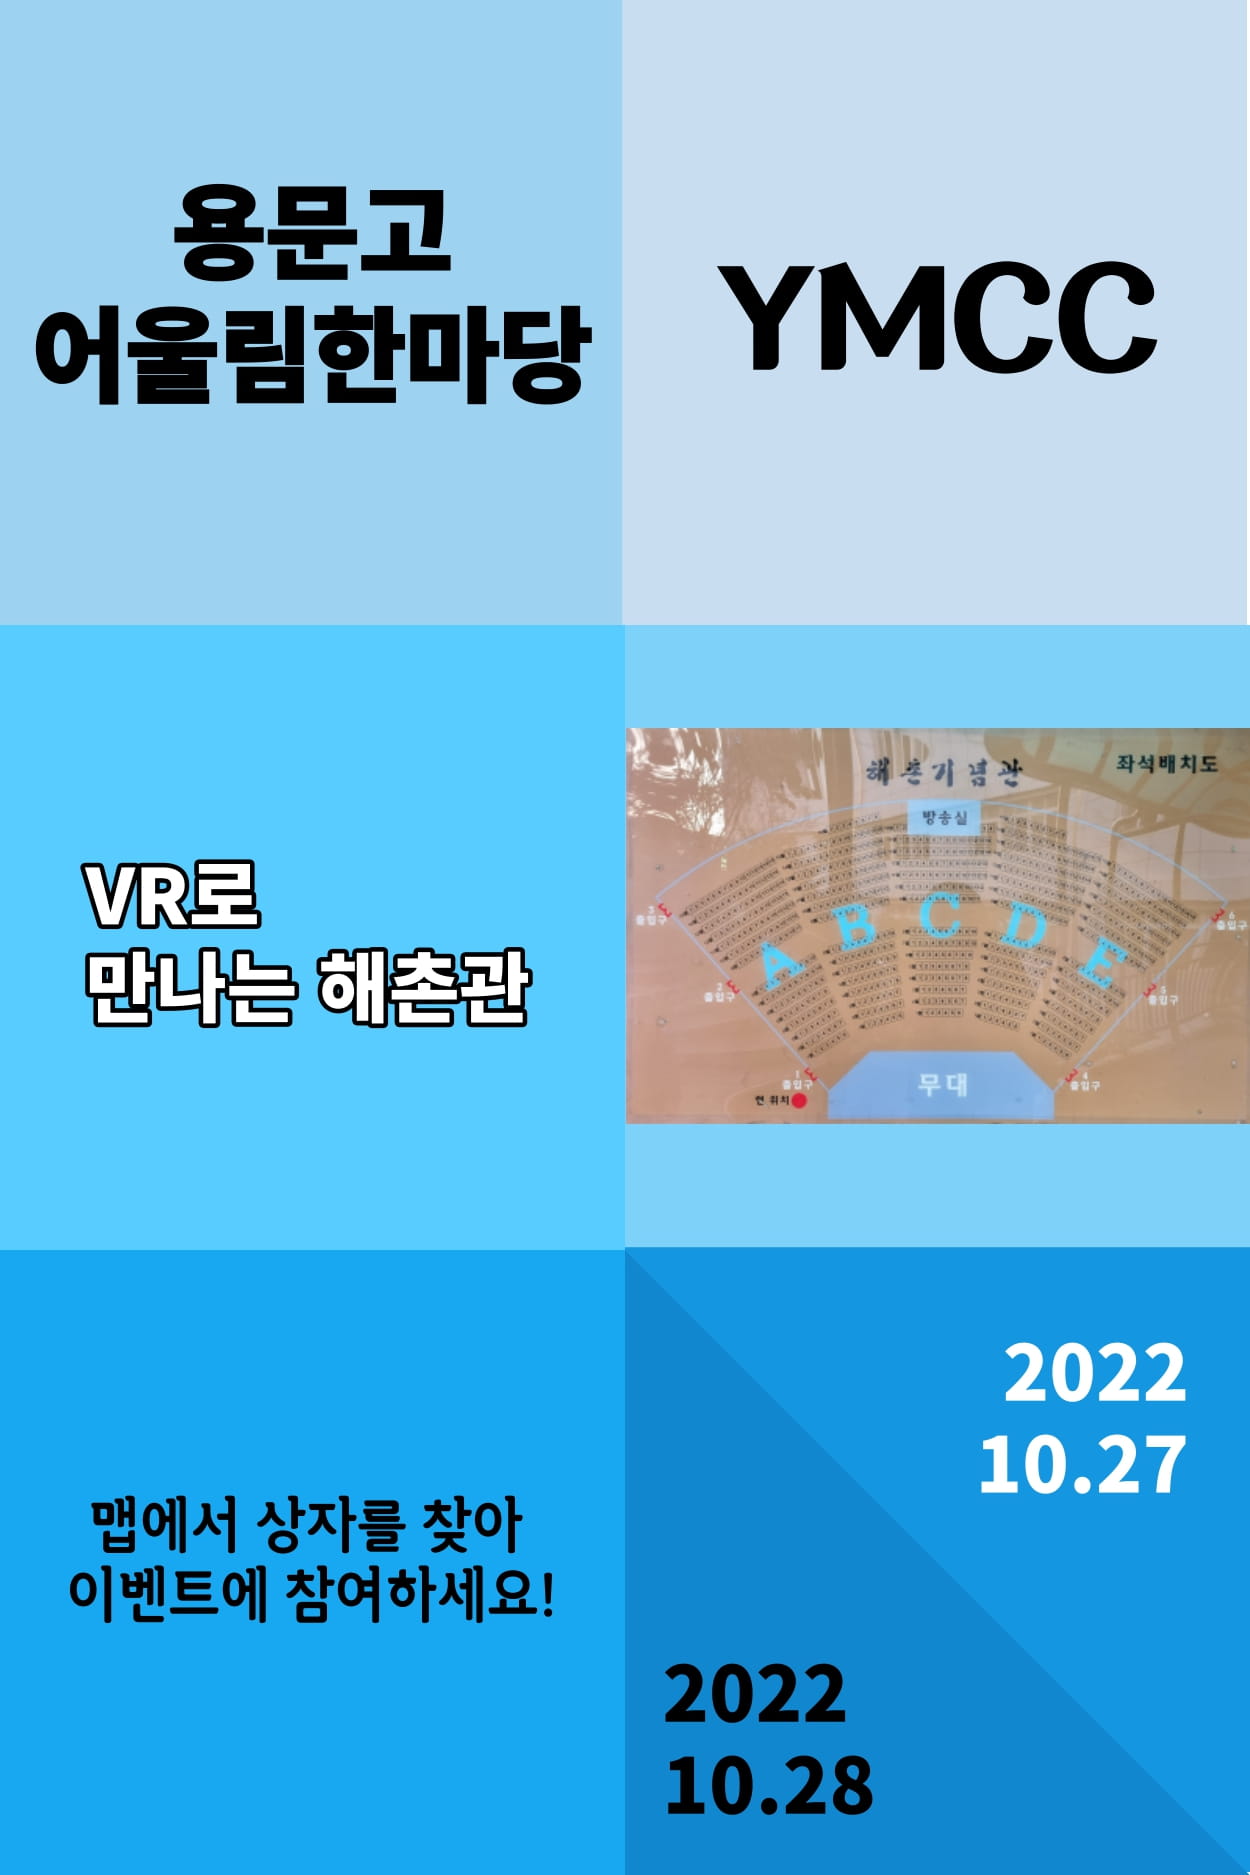 용문고
어울림한마당
YMCC
VR로
만나는 해촌관
해촌기념관
좌석배치도
방송실
A
B
C
D
E
3
출입구
6
출입구
2
출입구
5
출입구
1
출입구
4
출입구
현 위치
무대
맵에서 상자를 찾아
이벤트에 참여하세요!
2022
10.27
2022
10.28